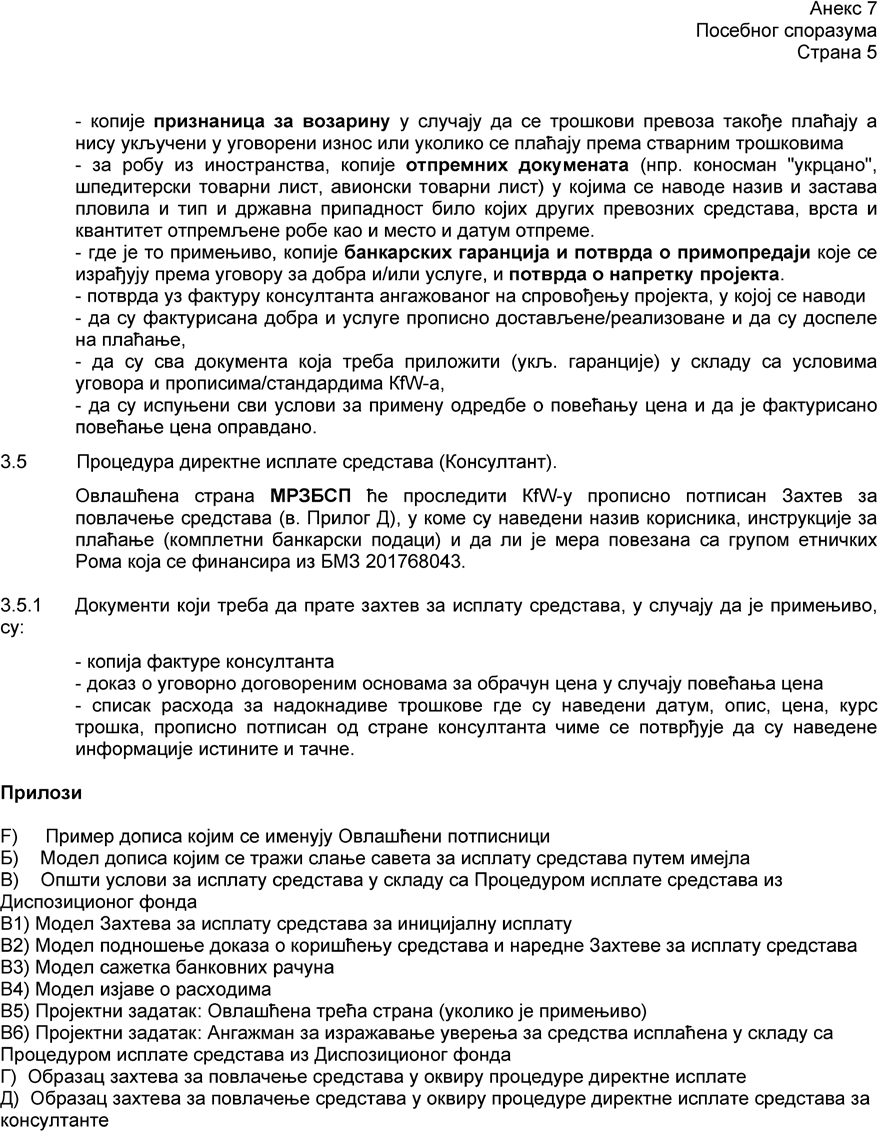 Анекс 7
Посебног споразума
Страна 5
- копије признаница за возарину у случају да се трошкови превоза такође плаћају а
нису укључени у уговорени износ или уколико се плаћају према стварним трошковима
- за робу из иностранства, копије отпремних докумената (нпр. коносман "укрцано",
шпедитерски товарни лист, авионски товарни лист) у којима се наводе назив и застава
пловила и тип и државна припадност било којих других превозних средстава, врста и
квантитет отпремљене робе као и место и датум отпреме.
- где је то примењиво, копије банкарских гаранција и потврда о примопредаји које се
израђују према уговору за добра и/или услуге, и потврда о напретку пројекта.
- потврда уз фактуру консултанта ангажованог на спровођењу пројекта, у којој се наводи
- да су фактурисана добра и услуге прописно достављене/реализоване и да су доспеле
на плаћање,
- да су сва документа која треба приложити (укљ. гаранције) у складу са условима
уговора и прописима/стандардима KfW-а,
- да су испуњени сви услови за примену одредбе о повећању цена и да је фактурисано
повећање цена оправдано.
3.5 Процедура директне исплате средстава (Консултант).
Овлашћена страна МРЗБСП ће проследити KfW-у прописно потписан Захтев за
повлачење средстава (в. Прилог Д), у коме су наведени назив корисника, инструкције за
плаћање (комплетни банкарски подаци) и да ли је мера повезана са групом етничких
Рома која се финансира из БМЗ 201768043.
3.5.1 Документи који треба да прате захтев за исплату средстава, у случају да је примењиво,
су:
- копија фактуре консултанта
- доказ о уговорно договореним основама за обрачун цена у случају повећања цена
- списак расхода за надокнадиве трошкове где су наведени датум, опис, цена, курс
трошка, прописно потписан од стране консултанта чиме се потврђује да су наведене
информације истините и тачне.
Прилози
F) Пример дописа којим се именују Овлашћени потписници
Б) Модел дописа којим се тражи слање савета за исплату средстава путем имејла
В) Општи услови за исплату средстава у складу са Процедуром исплате средстава из
Диспозиционог фонда
В1) Модел Захтева за исплату средстава за иницијалну исплату
В2) Модел подношење доказа о коришћењу средстава и наредне Захтеве за исплату средстава
В3) Модел сажетка банковних рачуна
В4) Модел изјаве о расходима
В5) Пројектни задатак: Овлашћена трећа страна (уколико је примењиво)
В6) Пројектни задатак: Ангажман за изражавање уверења за средства исплаћена у складу са
Процедуром исплате средстава из Диспозиционог фонда
Г) Образац захтева за повлачење средстава у оквиру процедуре директне исплате
Д) Образац захтева за повлачење средстава у оквиру процедуре директне исплате средстава за
консултанте